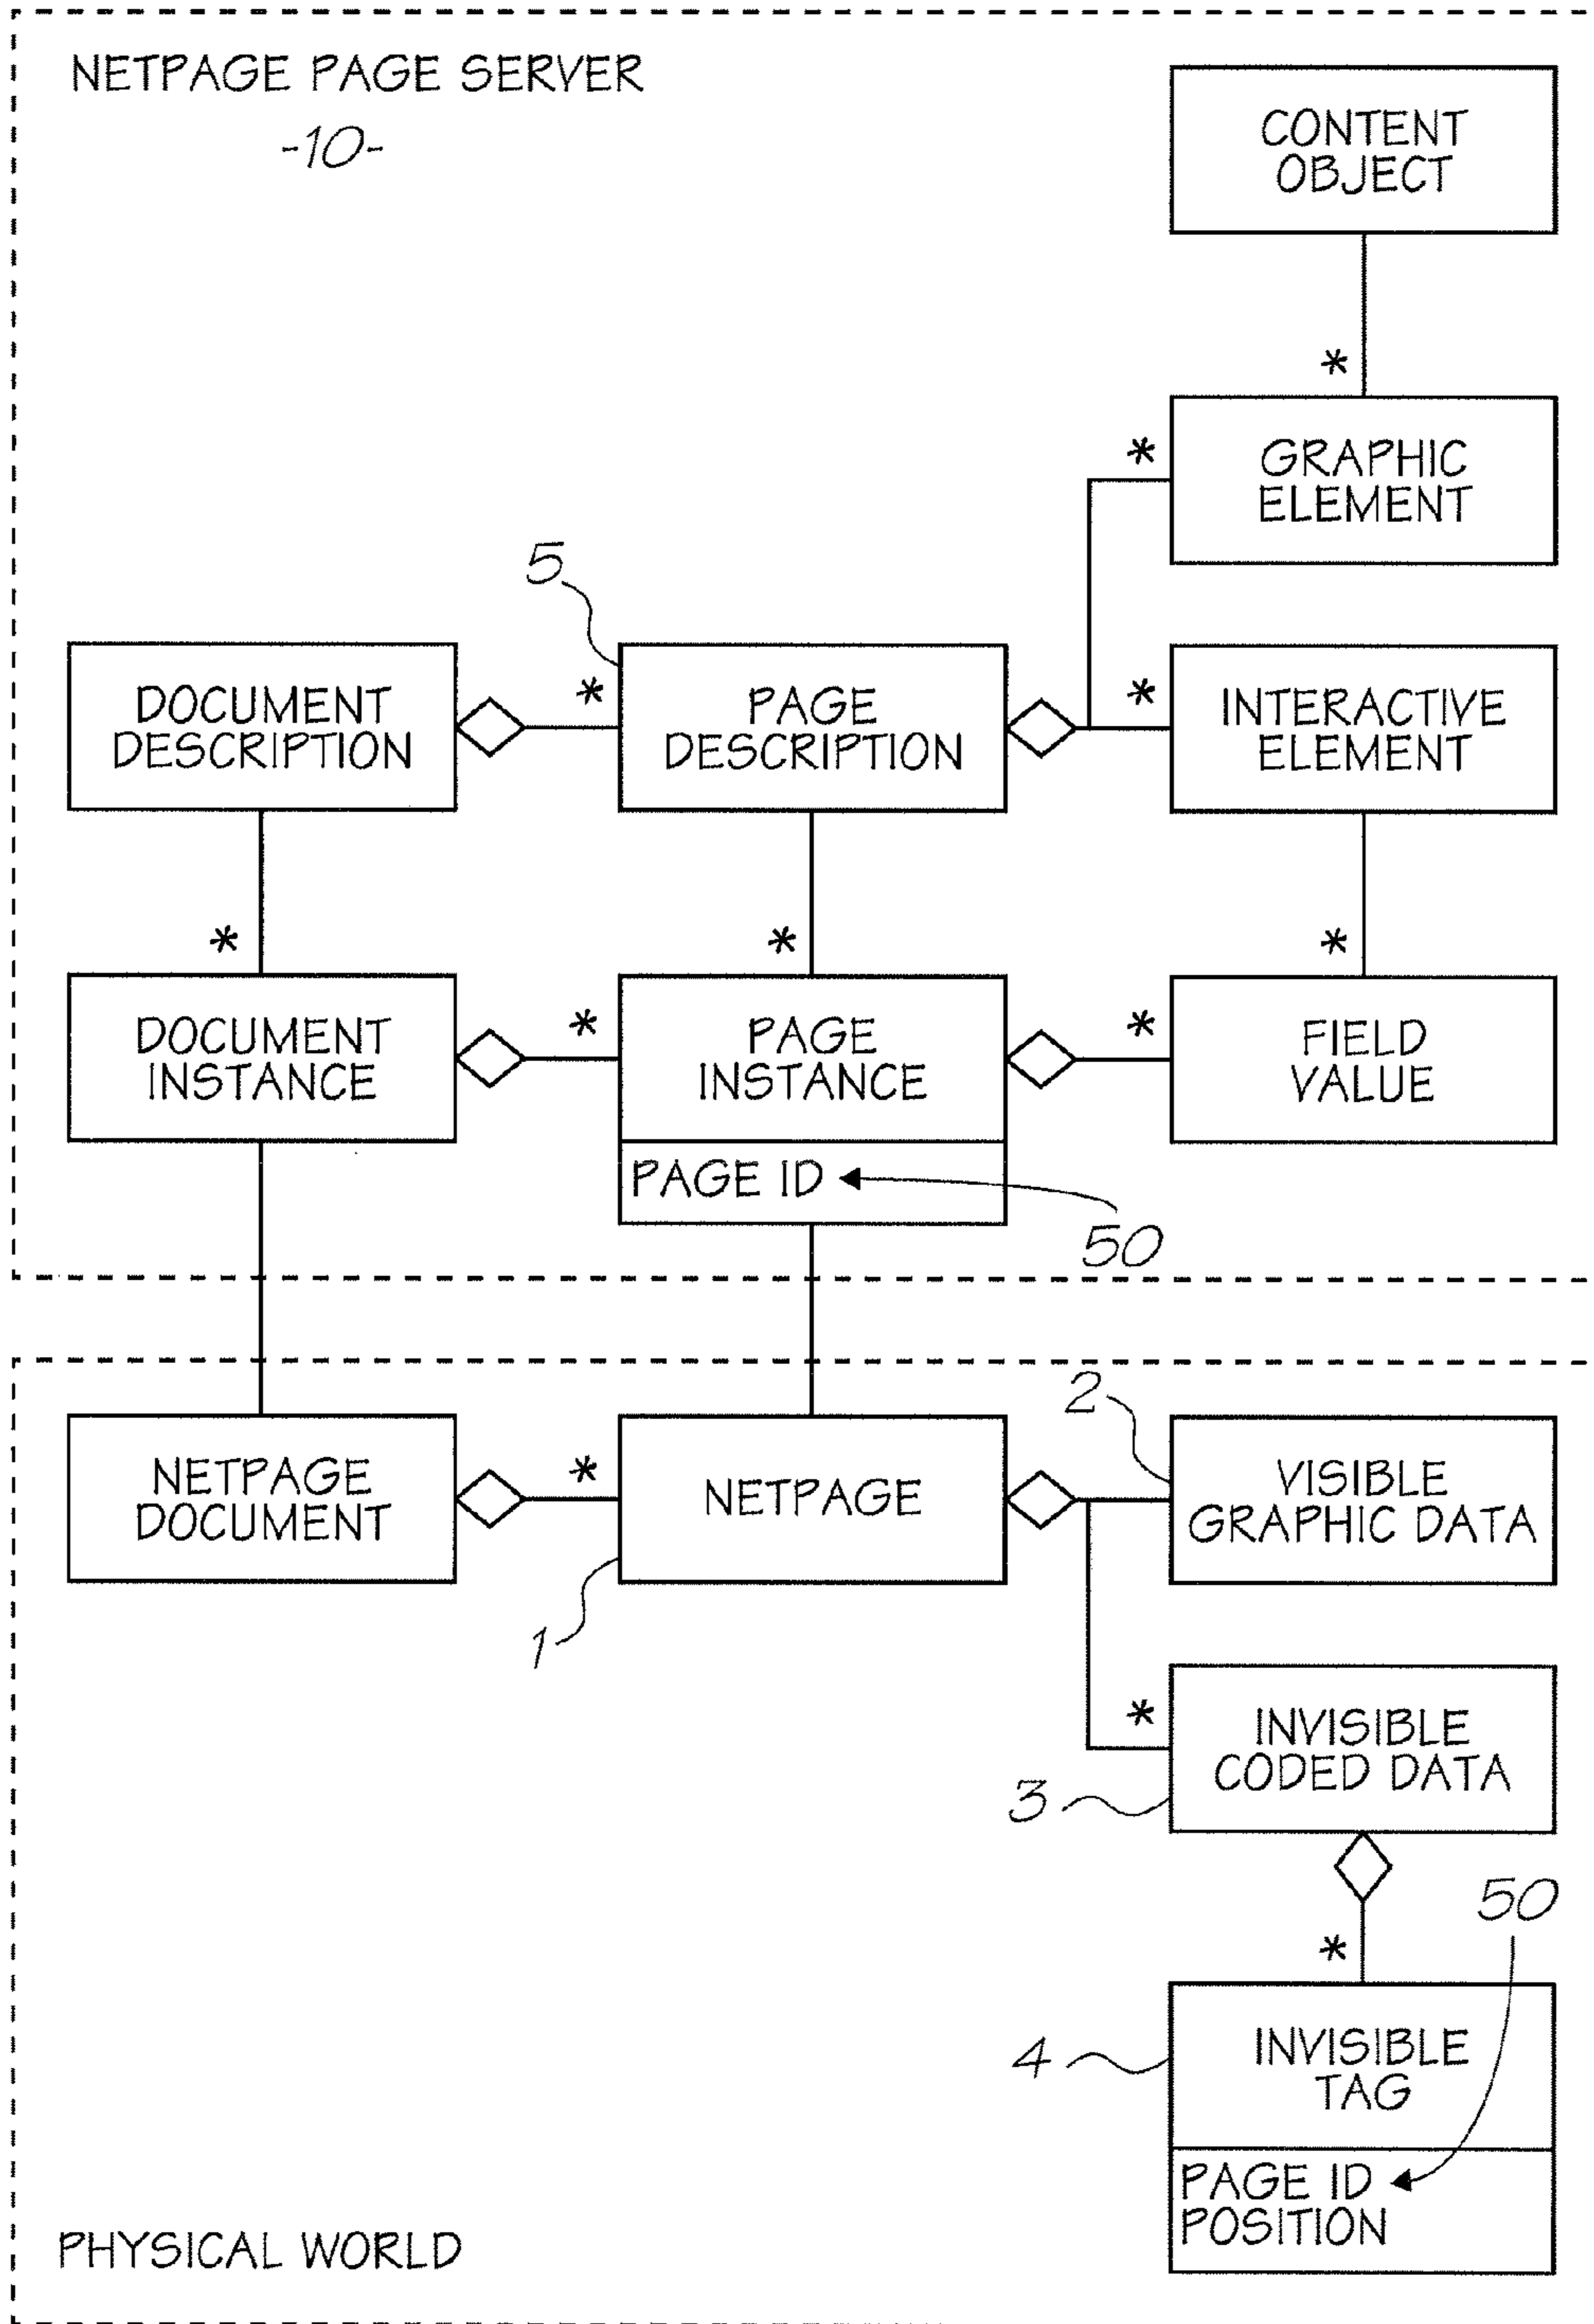 NETPAGE PAGE SERVER
-10-
CONTENT
OBJECT
*
*
GRAPHIC
ELEMENT
5
DOCUMENT
DESCRIPTION
*
PAGE
DESCRIPTION
*
INTERACTIVE
ELEMENT
*
*
*
DOCUMENT
INSTANCE
*
PAGE
INSTANCE
*
FIELD
VALUE
PAGE ID
50
2
NETPAGE
DOCUMENT
*
NETPAGE
VISIBLE
GRAPHIC DATA
1
*
INVISIBLE
CODED DATA
3
50
*
4
INVISIBLE
TAG
PAGE ID
POSITION
PHYSICAL WORLD